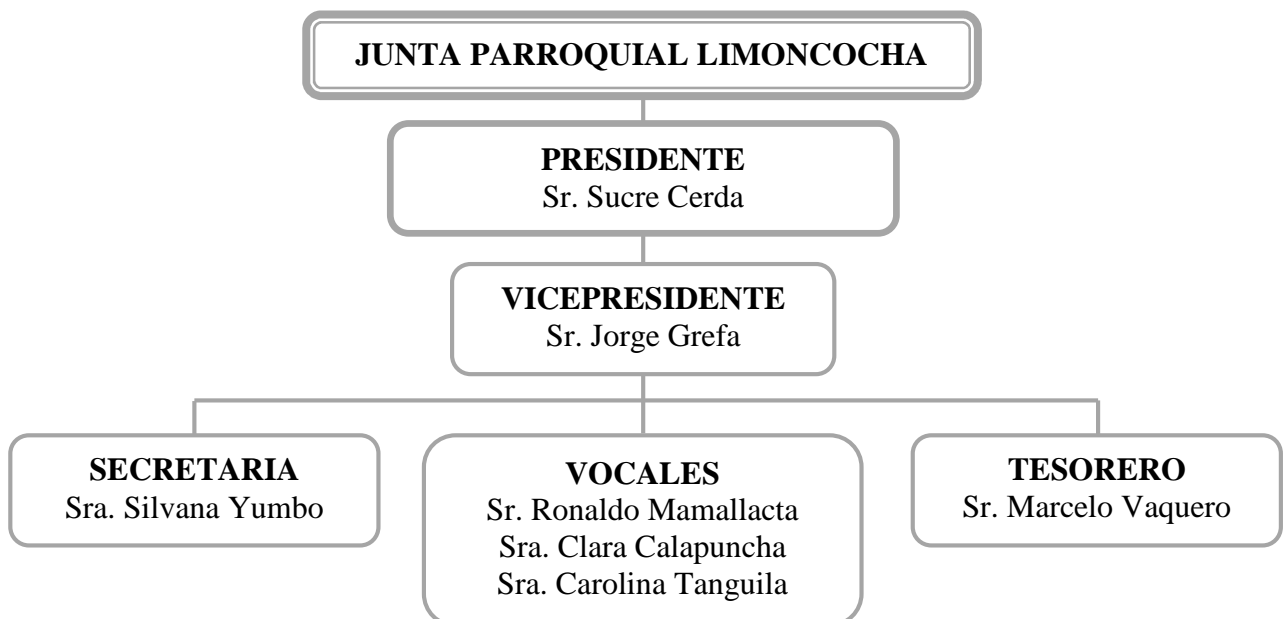 JUNTA PARROQUIAL LIMONCOCHA
PRESIDENTE
Sr. Sucre Cerda
VICEPRESIDENTE
Sr. Jorge Grefa
SECRETARIA
Sra. Silvana Yumbo
VOCALES
Sr. Ronaldo Mamallacta
Sra. Clara Calapuncha
Sra. Carolina Tanguila
TESORERO
Sr. Marcelo Vaquero